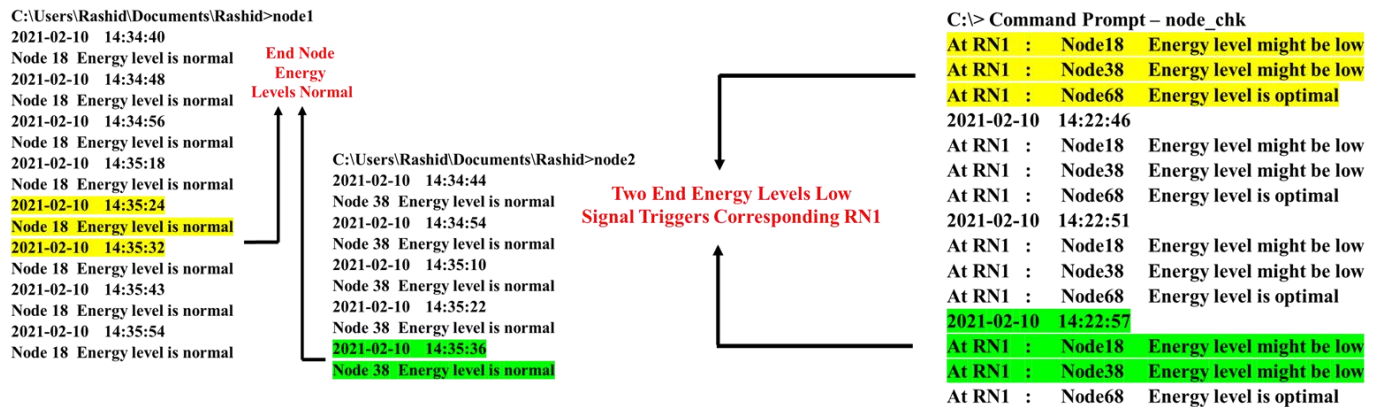 C:\Users\Rashid\Documents\Rashid>node1
2021-02-10 14:34:40
Node 18 Energy level is normal
2021-02-10 14:34:48
Node 18 Energy level is normal
2021-02-10 14:34:56
Node 18 Energy level is normal
2021-02-10 14:35:18
Node 18 Energy level is normal
2021-02-10 14:35:24
Node 18 Energy level is normal
2021-02-10 14:35:32
Node 18 Energy level is normal
2021-02-10 14:35:43
Node 18 Energy level is normal
2021-02-10 14:35:54
Node 18 Energy level is normal
End Node
Energy
Levels Normal
C:\Users\Rashid\Documents\Rashid>node2
2021-02-10 14:34:44
Node 38 Energy level is normal
2021-02-10 14:34:54
Node 38 Energy level is normal
2021-02-10 14:35:10
Node 38 Energy level is normal
2021-02-10 14:35:22
Node 38 Energy level is normal
2021-02-10 14:35:36
Node 38 Energy level is normal
Two End Energy Levels Low
Signal Triggers Corresponding RN1
C:\> Command Prompt – node_chk
At RN1 : Node18 Energy level might be low
At RN1 : Node38 Energy level might be low
At RN1 : Node68 Energy level is optimal
2021-02-10 14:22:46
At RN1 : Node18 Energy level might be low
At RN1 : Node38 Energy level might be low
At RN1 : Node68 Energy level is optimal
2021-02-10 14:22:51
At RN1 : Node18 Energy level might be low
At RN1 : Node38 Energy level might be low
At RN1 : Node68 Energy level is optimal
2021-02-10 14:22:57
At RN1 : Node18 Energy level might be low
At RN1 : Node38 Energy level might be low
At RN1 : Node68 Energy level is optimal